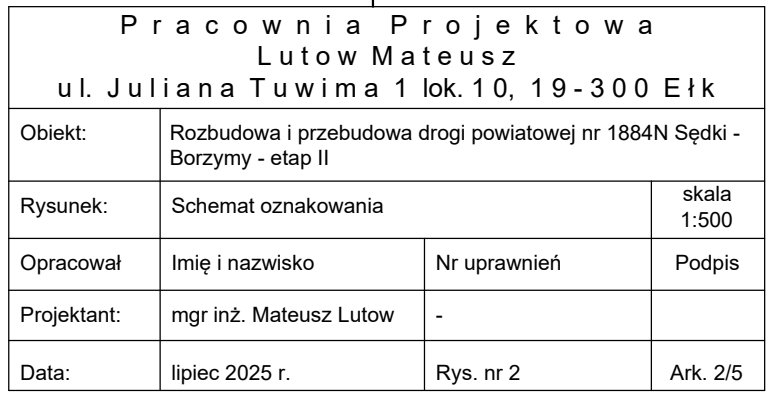 Pracownia Projektowa
Lutow Mateusz
ul. Juliana Tuwima 1 lok. 10, 19-300 Ełk
Obiekt: Rozbudowa i przebudowa drogi powiatowej nr 1884N Sędki -
Borzymy - etap II
Rysunek: Schemat oznakowania skala
1:500
Opracował Imię i nazwisko Nr uprawnień Podpis
Projektant: mgr inż. Mateusz Lutow -
Data: lipiec 2025 r. Rys. nr 2 Ark. 2/5